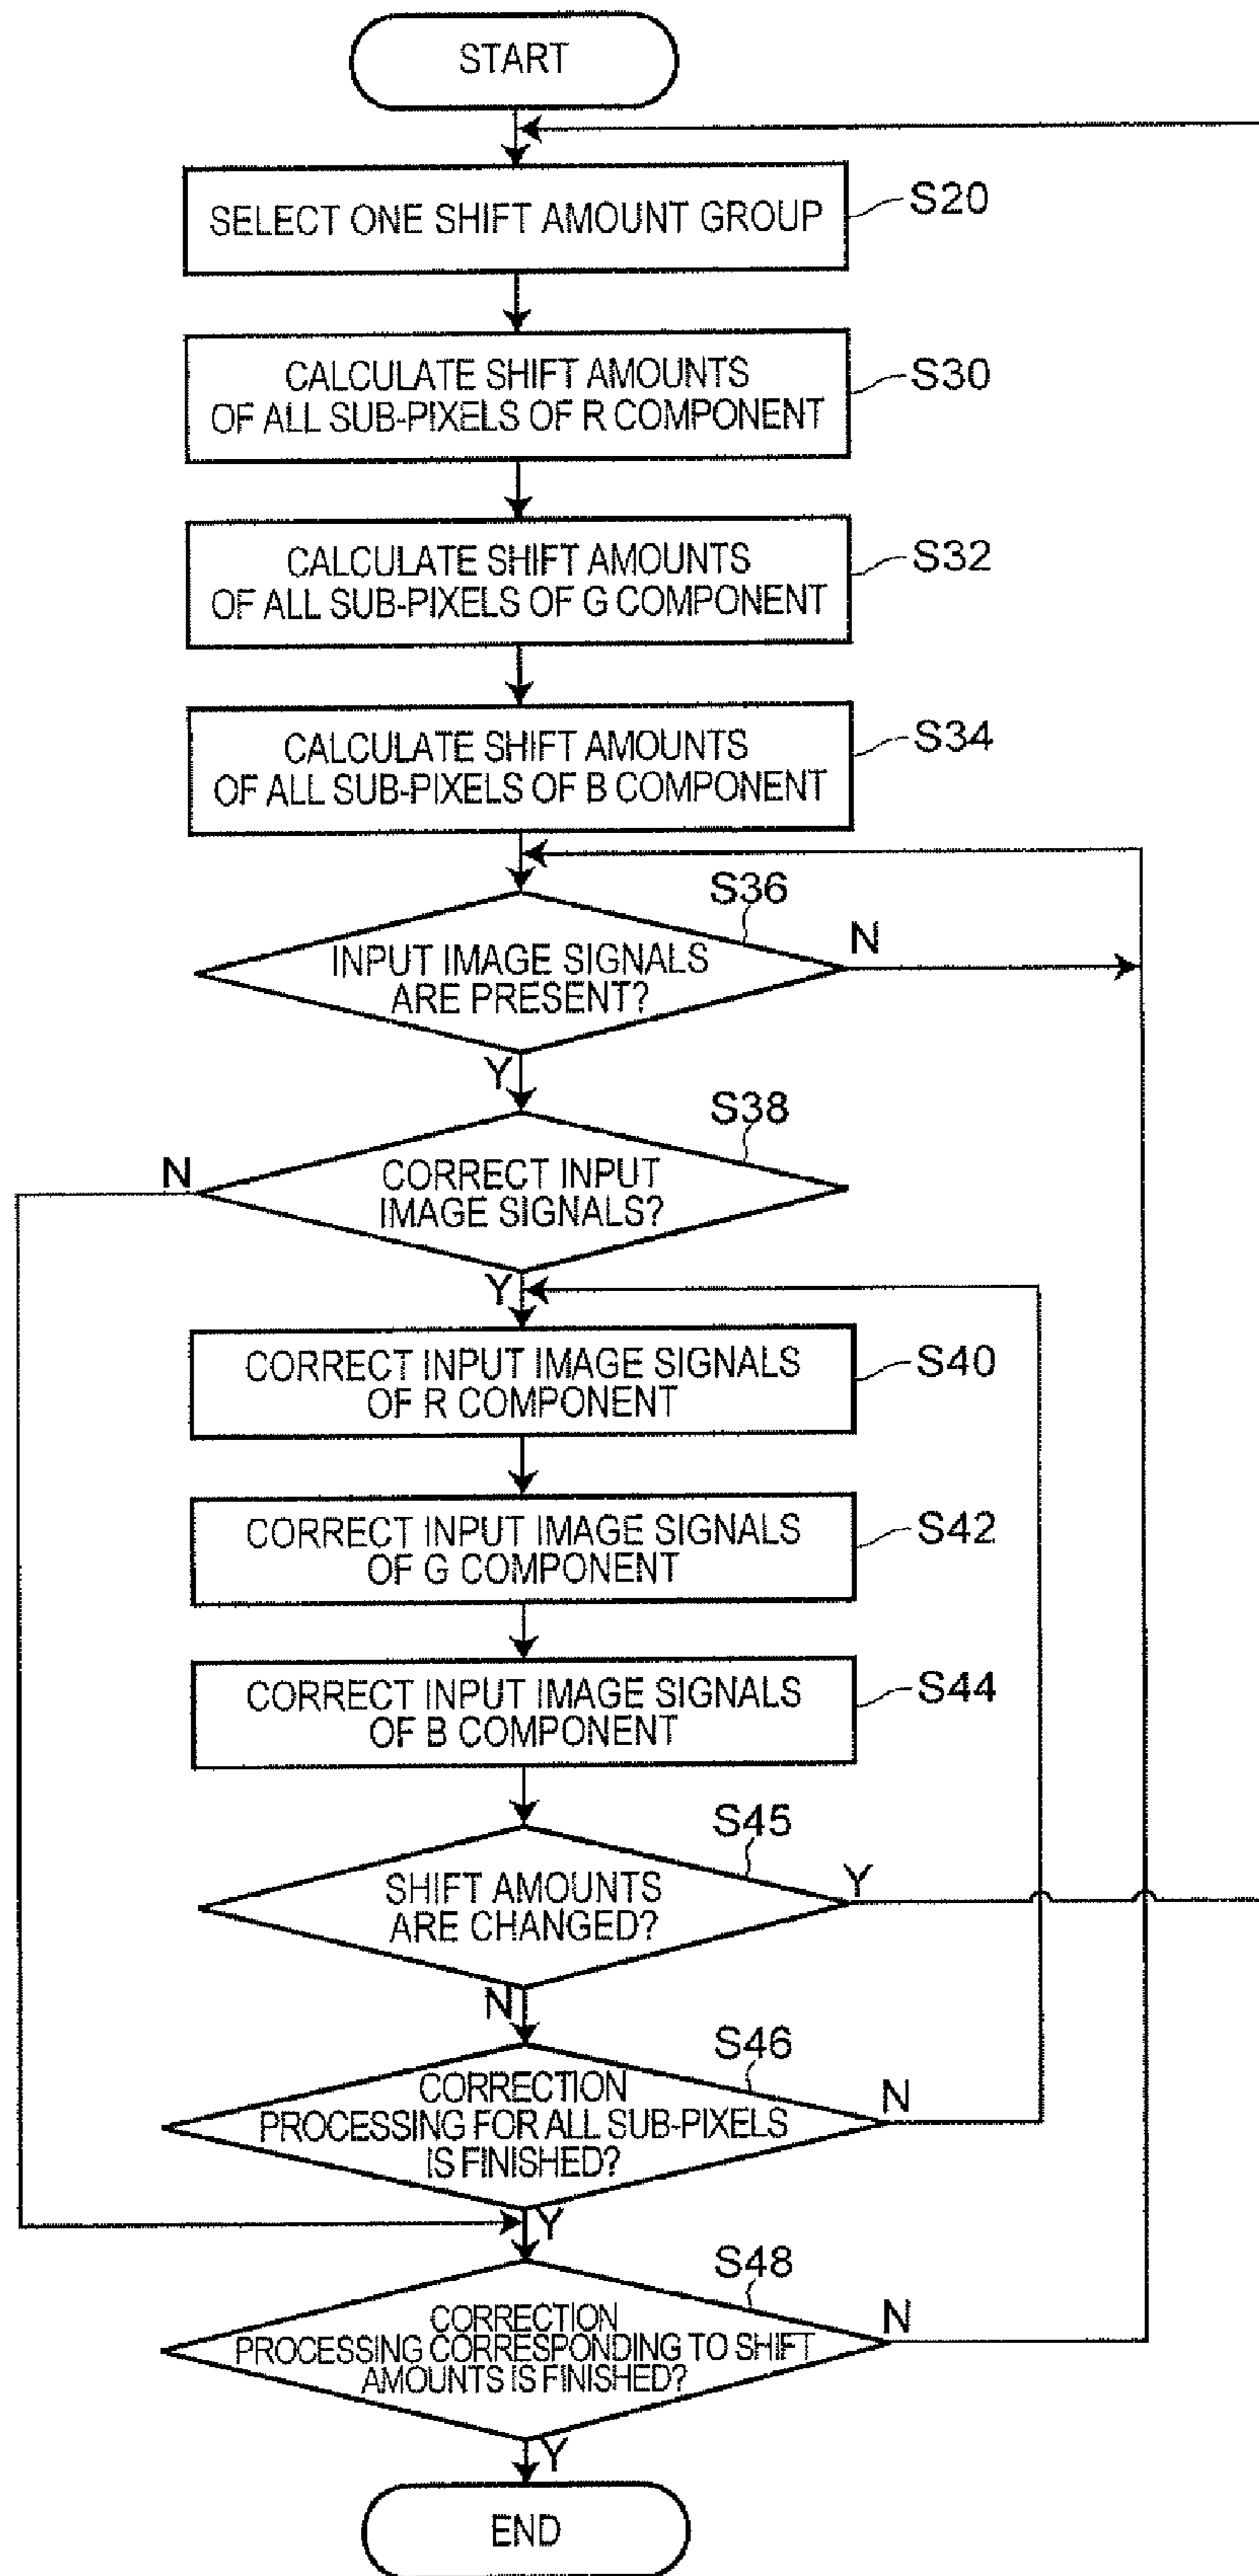 START
SELECT ONE SHIFT AMOUNT GROUP
S20
CALCULATE SHIFT AMOUNTS
OF ALL SUB-PIXELS OF R COMPONENT
S30
CALCULATE SHIFT AMOUNTS
OF ALL SUB-PIXELS OF G COMPONENT
S32
CALCULATE SHIFT AMOUNTS
OF ALL SUB-PIXELS OF B COMPONENT
S34
S36
INPUT IMAGE SIGNALS
ARE PRESENT?
N
Y
S38
CORRECT INPUT
IMAGE SIGNALS?
N
Y
CORRECT INPUT IMAGE SIGNALS
OF R COMPONENT
S40
CORRECT INPUT IMAGE SIGNALS
OF G COMPONENT
S42
CORRECT INPUT IMAGE SIGNALS
OF B COMPONENT
S44
S45
SHIFT AMOUNTS
ARE CHANGED?
Y
N
S46
CORRECTION
PROCESSING FOR ALL SUB-PIXELS
IS FINISHED?
N
Y
S48
CORRECTION
PROCESSING CORRESPONDING TO SHIFT
AMOUNTS IS FINISHED?
N
Y
END